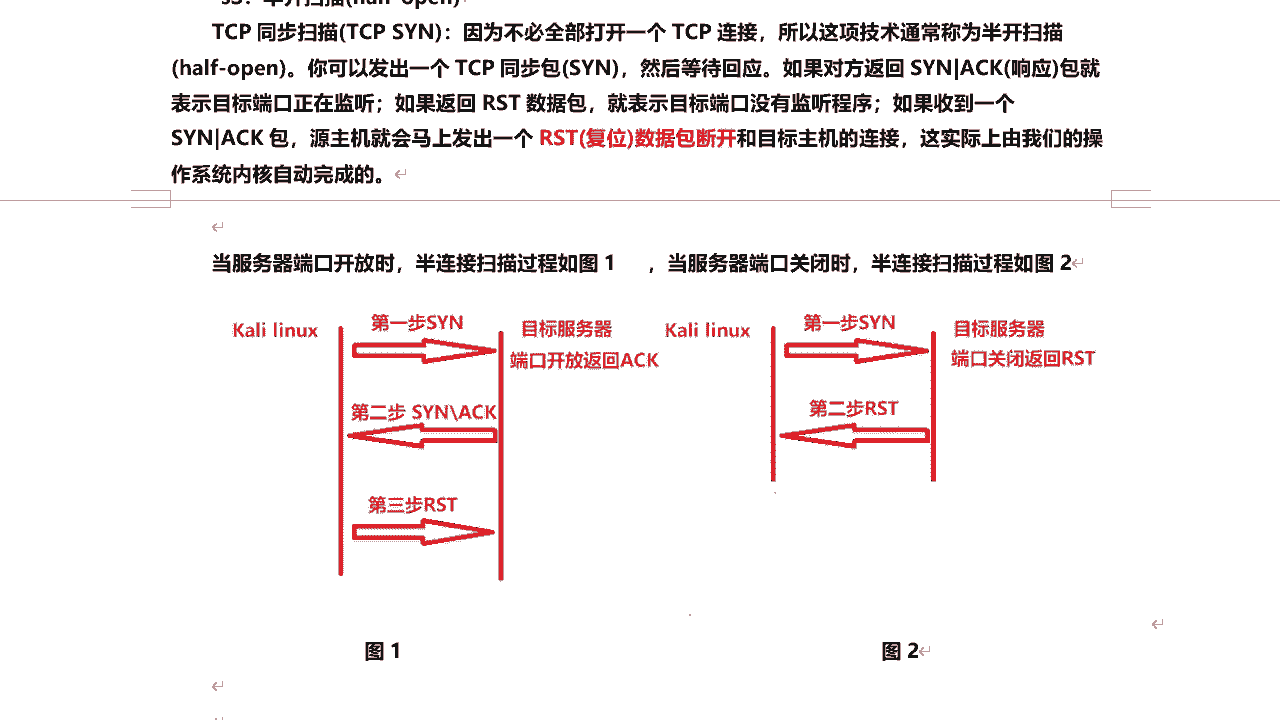 sS：半开扫描(half-open)
TCP 同步扫描(TCP SYN)：因为不必全部打开一个 TCP 连接，所以这项技术通常称为半开扫描
(half-open)。你可以发出一个 TCP 同步包(SYN)，然后等待回应。如果对方返回 SYN|ACK(响应)包就
表示目标端口正在监听；如果返回 RST 数据包，就表示目标端口没有监听程序；如果收到一个
SYN|ACK 包，源主机就会马上发出一个 RST(复位)数据包断开和目标主机的连接，这实际上由我们的操
作系统内核自动完成的。
当服务器端口开放时，半连接扫描过程如图 1 ，当服务器端口关闭时，半连接扫描过程如图 2
Kali linux
第一步SYN
目标服务器
端口开放返回ACK
第二步 SYN\ACK
第三步RST
Kali linux
第一步SYN
目标服务器
端口关闭返回RST
第二步RST
图 1
图 2